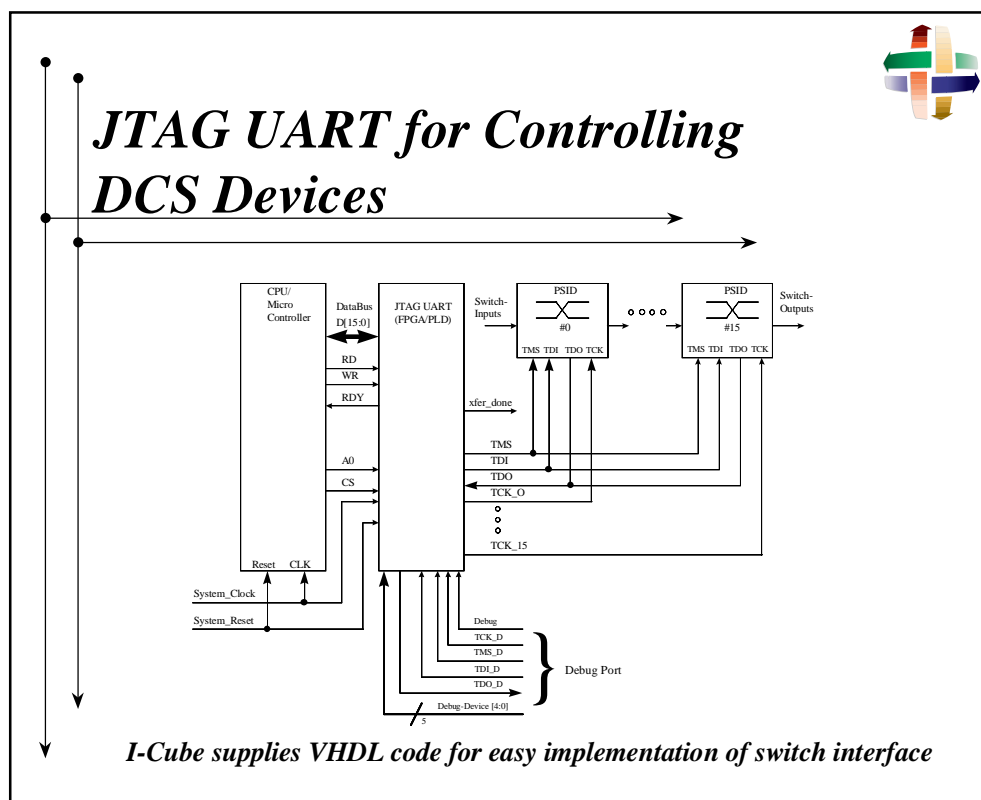 JTAG UART for Controlling
DCS Devices
CPU/
Micro
Controller
DataBus
D[15:0]
JTAG UART
(FPGA/PLD)
Switch-
Inputs
PSID
#0
TMS TDI TDO TCK
PSID
#15
TMS TDI TDO TCK
Switch-
Outputs
RD
WR
RDY
xfer_done
A0
CS
TMS
TDI
TDO
TCK_O
TCK_15
Reset CLK
System_Clock
System_Reset
Debug
TCK_D
TMS_D
TDI_D
TDO_D
Debug-Device [4:0]
5
Debug Port
I-Cube supplies VHDL code for easy implementation of switch interface